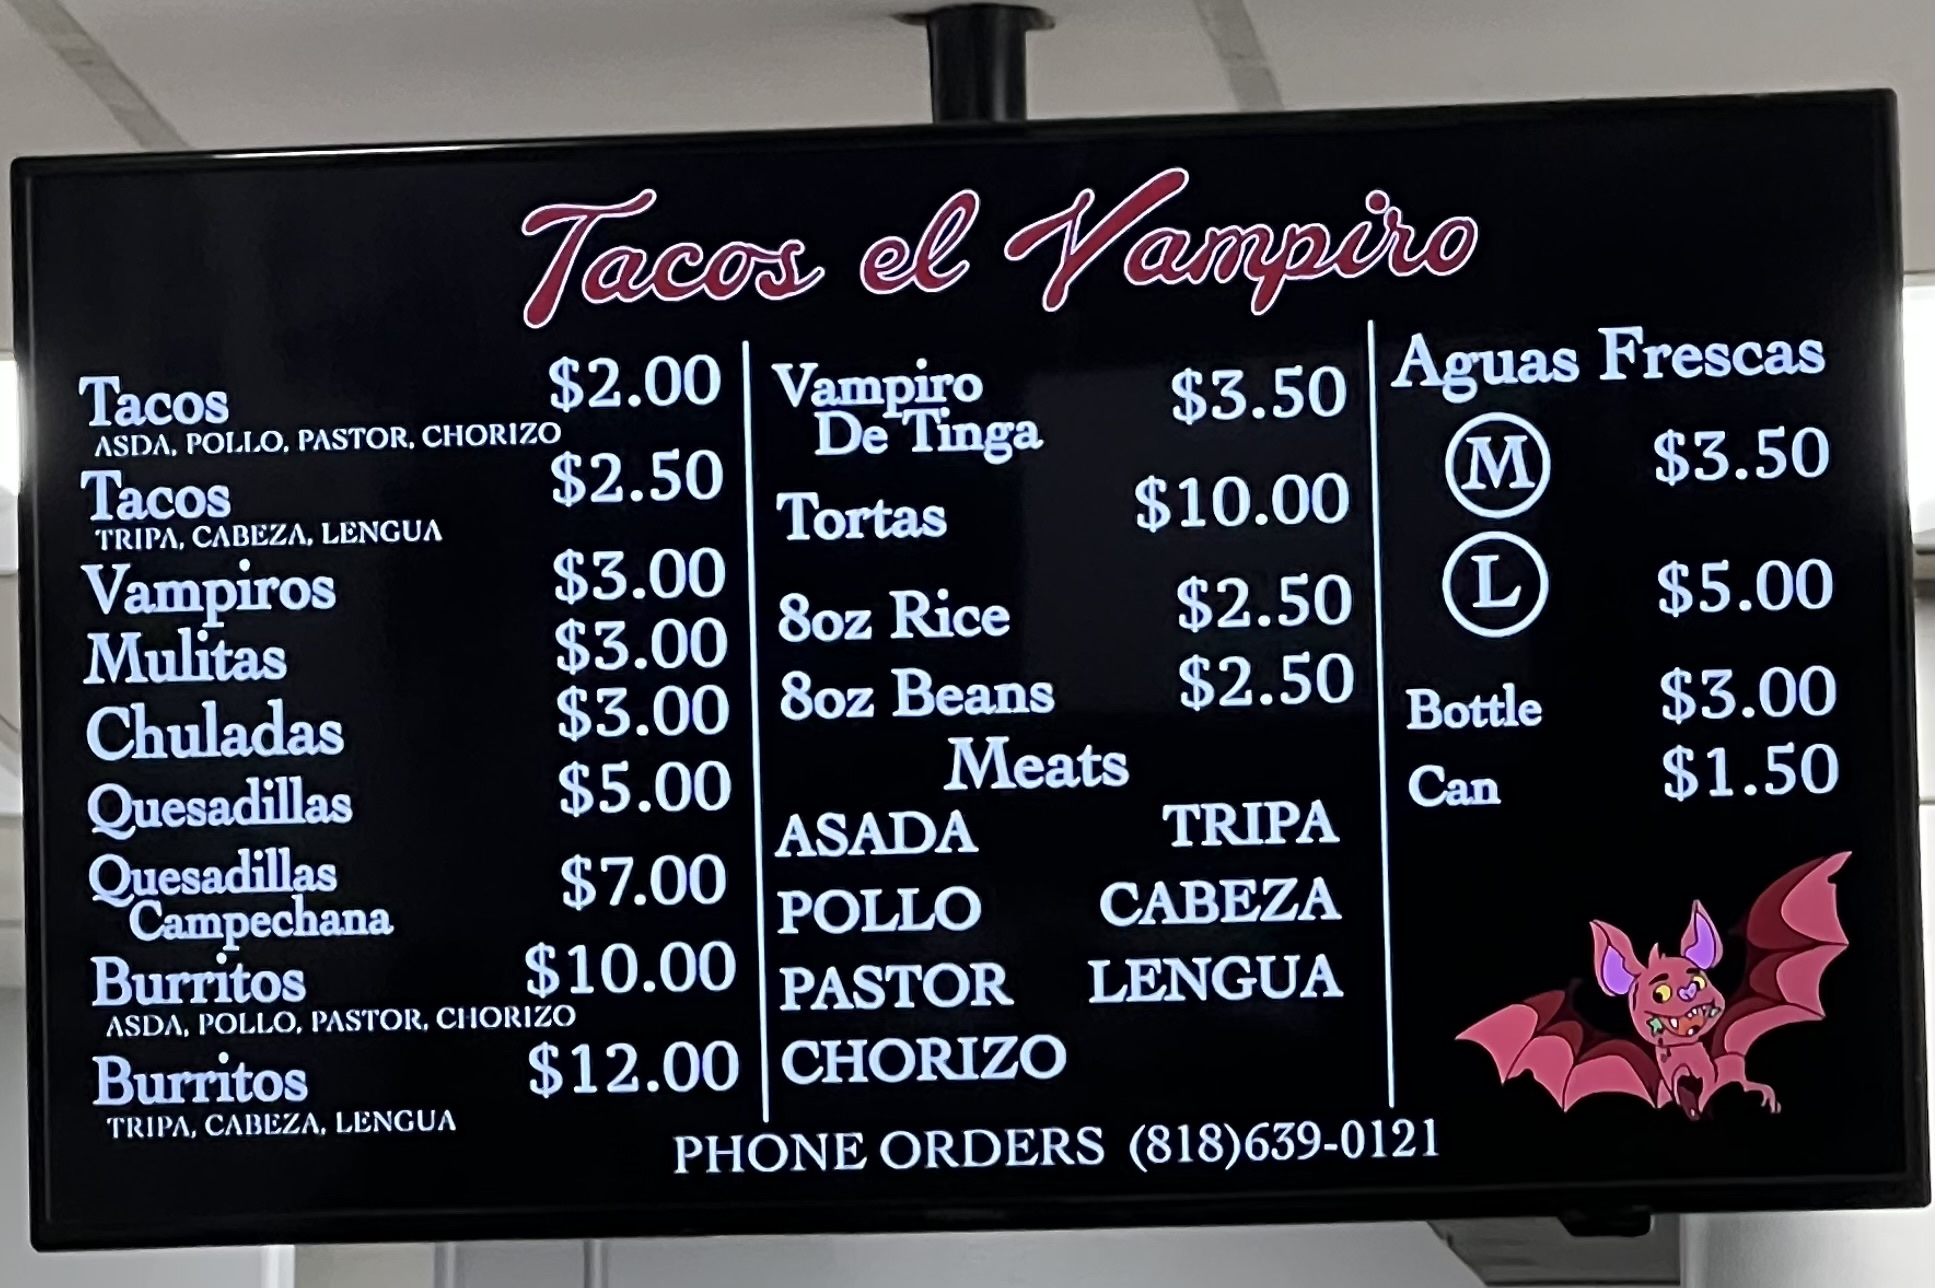 Tacos el Vampiro
Tacos $2.00
ASDA, POLLO, PASTOR, CHORIZO
Tacos $2.50
TRIPA, CABEZA, LENGUA
Vampiros $3.00
Mulitas $3.00
Chuladas $3.00
Quesadillas $5.00
Quesadillas
Campechana $7.00
Burritos $10.00
ASDA, POLLO, PASTOR, CHORIZO
Burritos $12.00
TRIPA, CABEZA, LENGUA
Vampiro
De Tinga $3.50
Tortas $10.00
8oz Rice $2.50
8oz Beans $2.50
Meats
ASADA TRIPA
POLLO CABEZA
PASTOR LENGUA
CHORIZO
Aguas Frescas
M $3.50
L $5.00
Bottle $3.00
Can $1.50
PHONE ORDERS (818)639-0121